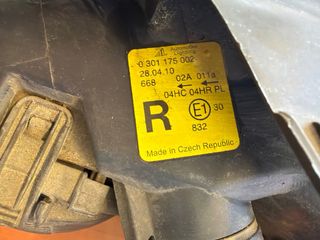 Automotive
Lighting
0 301 175 002
28.04.10
668 02A 011a
04HC 04HR PL
R E1 30
832
Made in Czech Republic